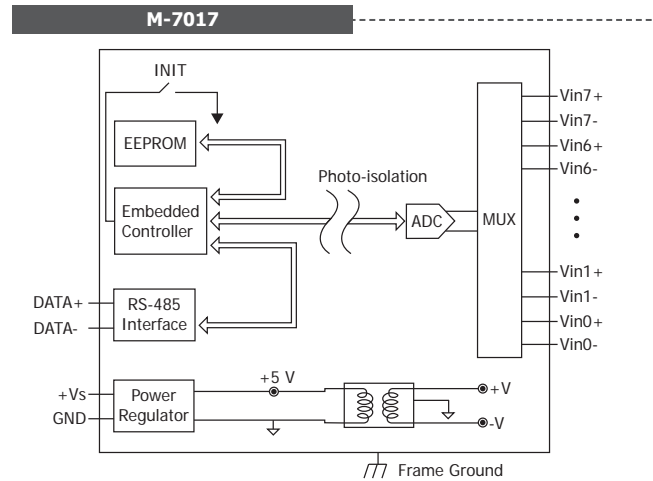 M-7017
INIT
EEPROM
Photo-isolation
Embedded
Controller
ADC
MUX
Vin7+
Vin7-
Vin6+
Vin6-
Vin1+
Vin1-
Vin0+
Vin0-
DATA+
DATA-
RS-485
Interface
+Vs
GND
Power
Regulator
+5 V
+V
-V
Frame Ground